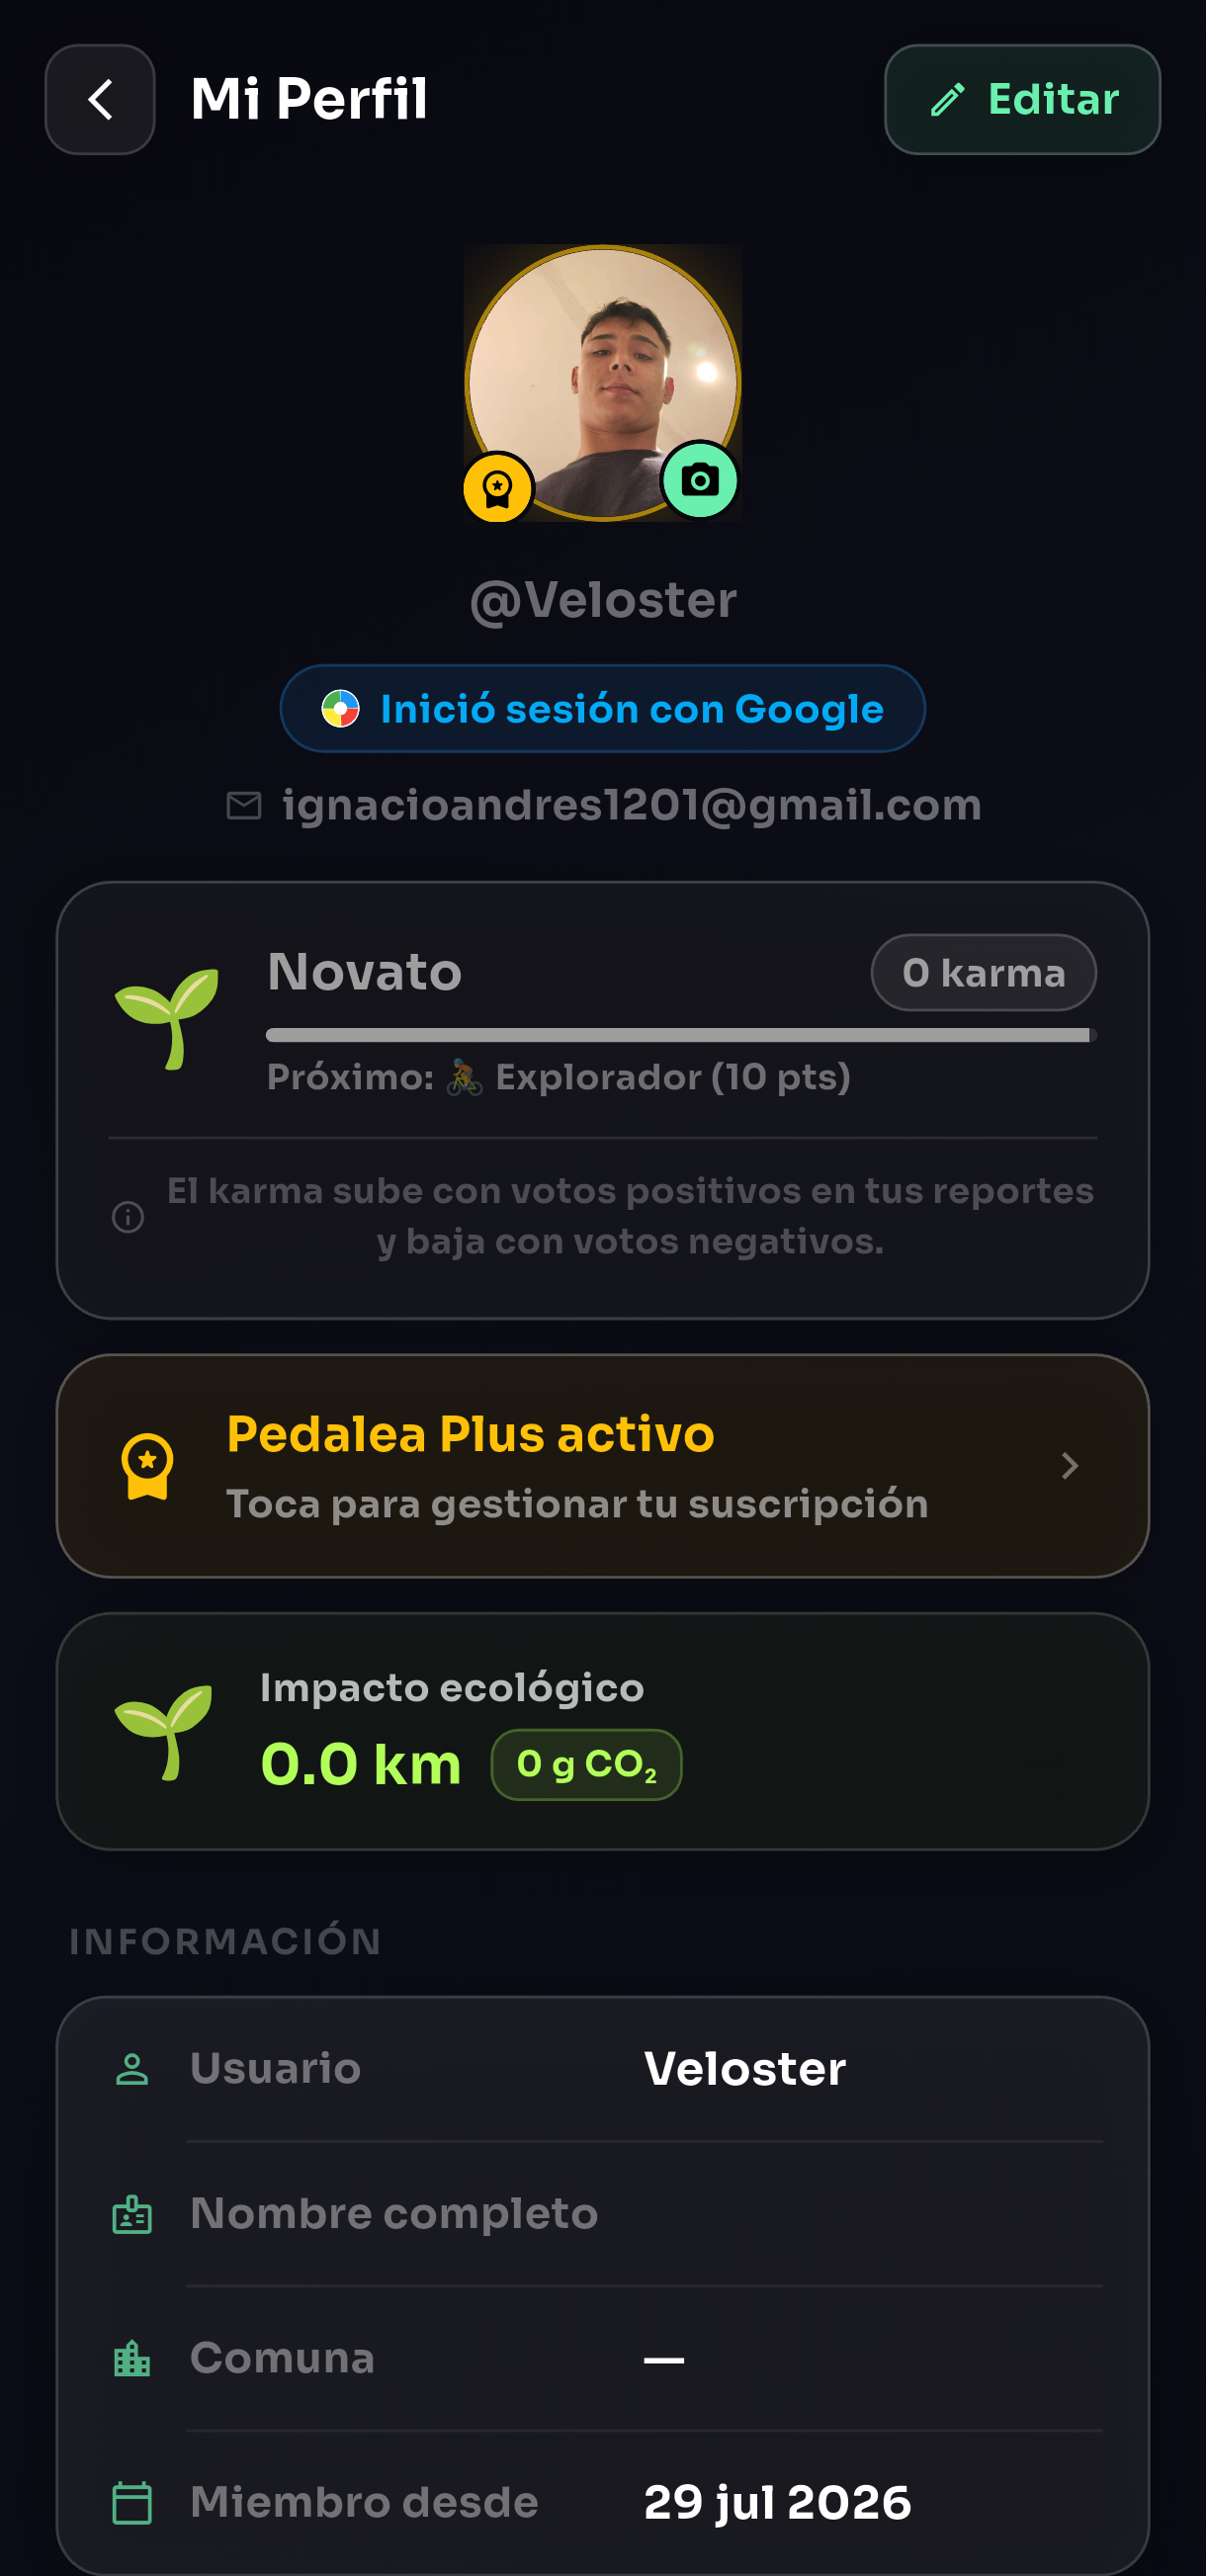 Mi Perfil
Editar
@Veloster
Inició sesión con Google
ignacioandres1201@gmail.com
Novato
0 karma
Próximo: 🚴 Explorador (10 pts)
El karma sube con votos positivos en tus reportes
y baja con votos negativos.
Pedalea Plus activo
Toca para gestionar tu suscripción
Impacto ecológico
0.0 km
0 g CO₂
INFORMACIÓN
Usuario
Veloster
Nombre completo
Comuna
—
Miembro desde
29 jul 2026